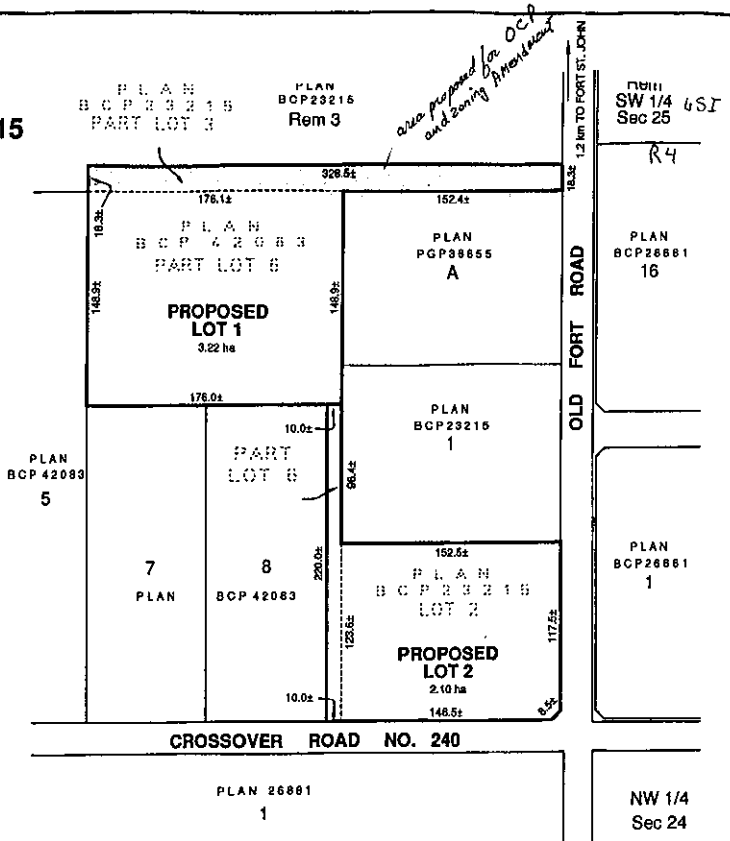 15
PLAN
BCP23215
PART LOT 3
PLAN
BCP23215
Rem 3
area proposed for OCP
and zoning Amendment
1.2 km TO FORT ST. JOHN
Rem
SW 1/4
Sec 25
R4
328.5±
18.3±
176.1±
152.4±
18.3±
PLAN
BCP 42083
PART LOT 6
PROPOSED
LOT 1
3.22 ha
148.9±
148.9±
176.0±
PLAN
PGP38655
A
OLD FORT ROAD
PLAN
BCP26681
16
10.0±
PLAN
BCP23215
1
PART
LOT 6
96.4±
PLAN
BCP 42083
5
7
PLAN
8
BCP 42083
220.0±
152.5±
PLAN
BCP23215
LOT 2
123.6±
117.5±
PROPOSED
LOT 2
2.10 ha
10.0±
146.5±
8.5±
PLAN
BCP26681
1
CROSSOVER ROAD NO. 240
PLAN 26881
1
NW 1/4
Sec 24